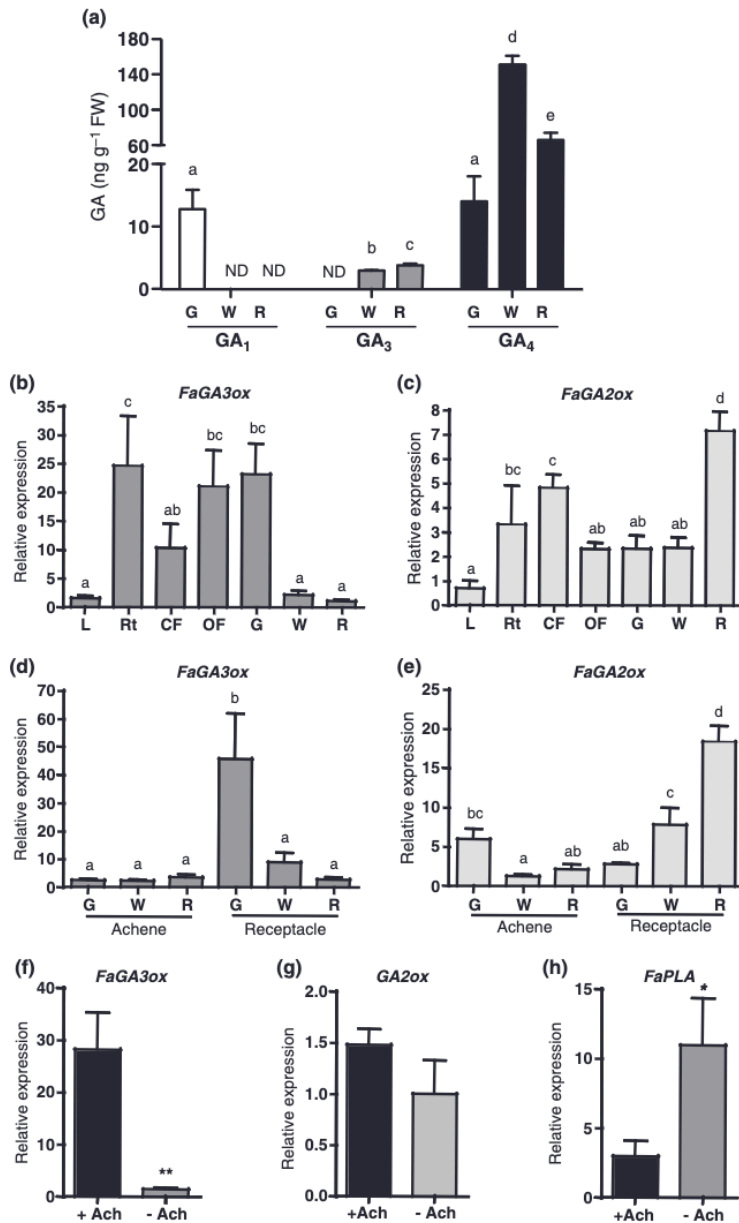 (a)
GA (ng g⁻¹ FW)
180
140
100
60
20
10
0
a
ND
ND
ND
b
c
a
d
e
G W R G W R G W R
GA₁ GA₃ GA₄
(b)
FaGA3ox
Relative expression
35
30
25
20
15
10
5
0
a
c
ab
bc
bc
a
a
L Rt CF OF G W R
(c)
FaGA2ox
Relative expression
8
7
6
5
4
3
2
1
0
a
bc
c
ab
ab
ab
d
L Rt CF OF G W R
(d)
FaGA3ox
Relative expression
70
60
50
40
30
20
10
0
a
a
a
b
a
a
G W R G W R
Achene Receptacle
(e)
FaGA2ox
Relative expression
25
20
15
10
5
0
bc
a
ab
ab
c
d
G W R G W R
Achene Receptacle
(f)
FaGA3ox
Relative expression
40
30
20
10
0
**
+ Ach - Ach
(g)
GA2ox
Relative expression
2.0
1.5
1.0
0.5
0.0
+Ach - Ach
(h)
FaPLA
Relative expression
15
10
5
0
*
+Ach - Ach